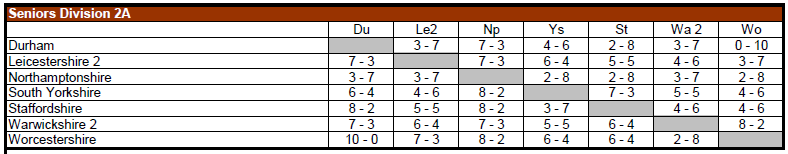 Seniors Division 2A
Du Le2 Np Ys St Wa 2 Wo
Durham 3 - 7 7 - 3 4 - 6 2 - 8 3 - 7 0 - 10
Leicestershire 2 7 - 3 7 - 3 6 - 4 5 - 5 4 - 6 3 - 7
Northamptonshire 3 - 7 3 - 7 2 - 8 2 - 8 3 - 7 2 - 8
South Yorkshire 6 - 4 4 - 6 8 - 2 7 - 3 5 - 5 4 - 6
Staffordshire 8 - 2 5 - 5 8 - 2 3 - 7 4 - 6 4 - 6
Warwickshire 2 7 - 3 6 - 4 7 - 3 5 - 5 6 - 4 8 - 2
Worcestershire 10 - 0 7 - 3 8 - 2 6 - 4 6 - 4 2 - 8